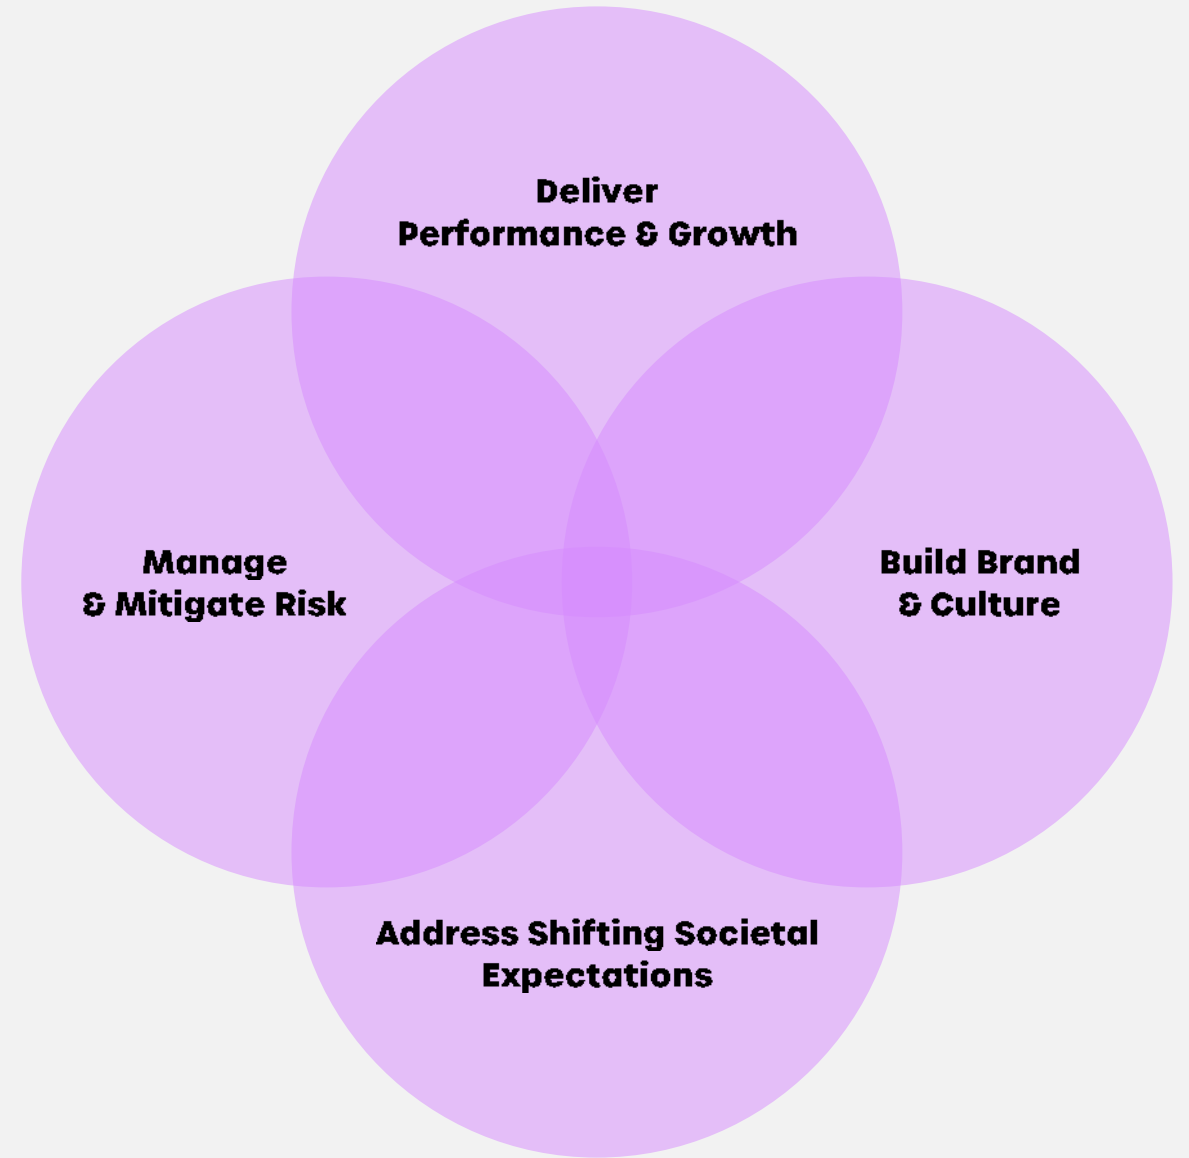 Deliver
Performance & Growth
Manage
& Mitigate Risk
Build Brand
& Culture
Address Shifting Societal
Expectations